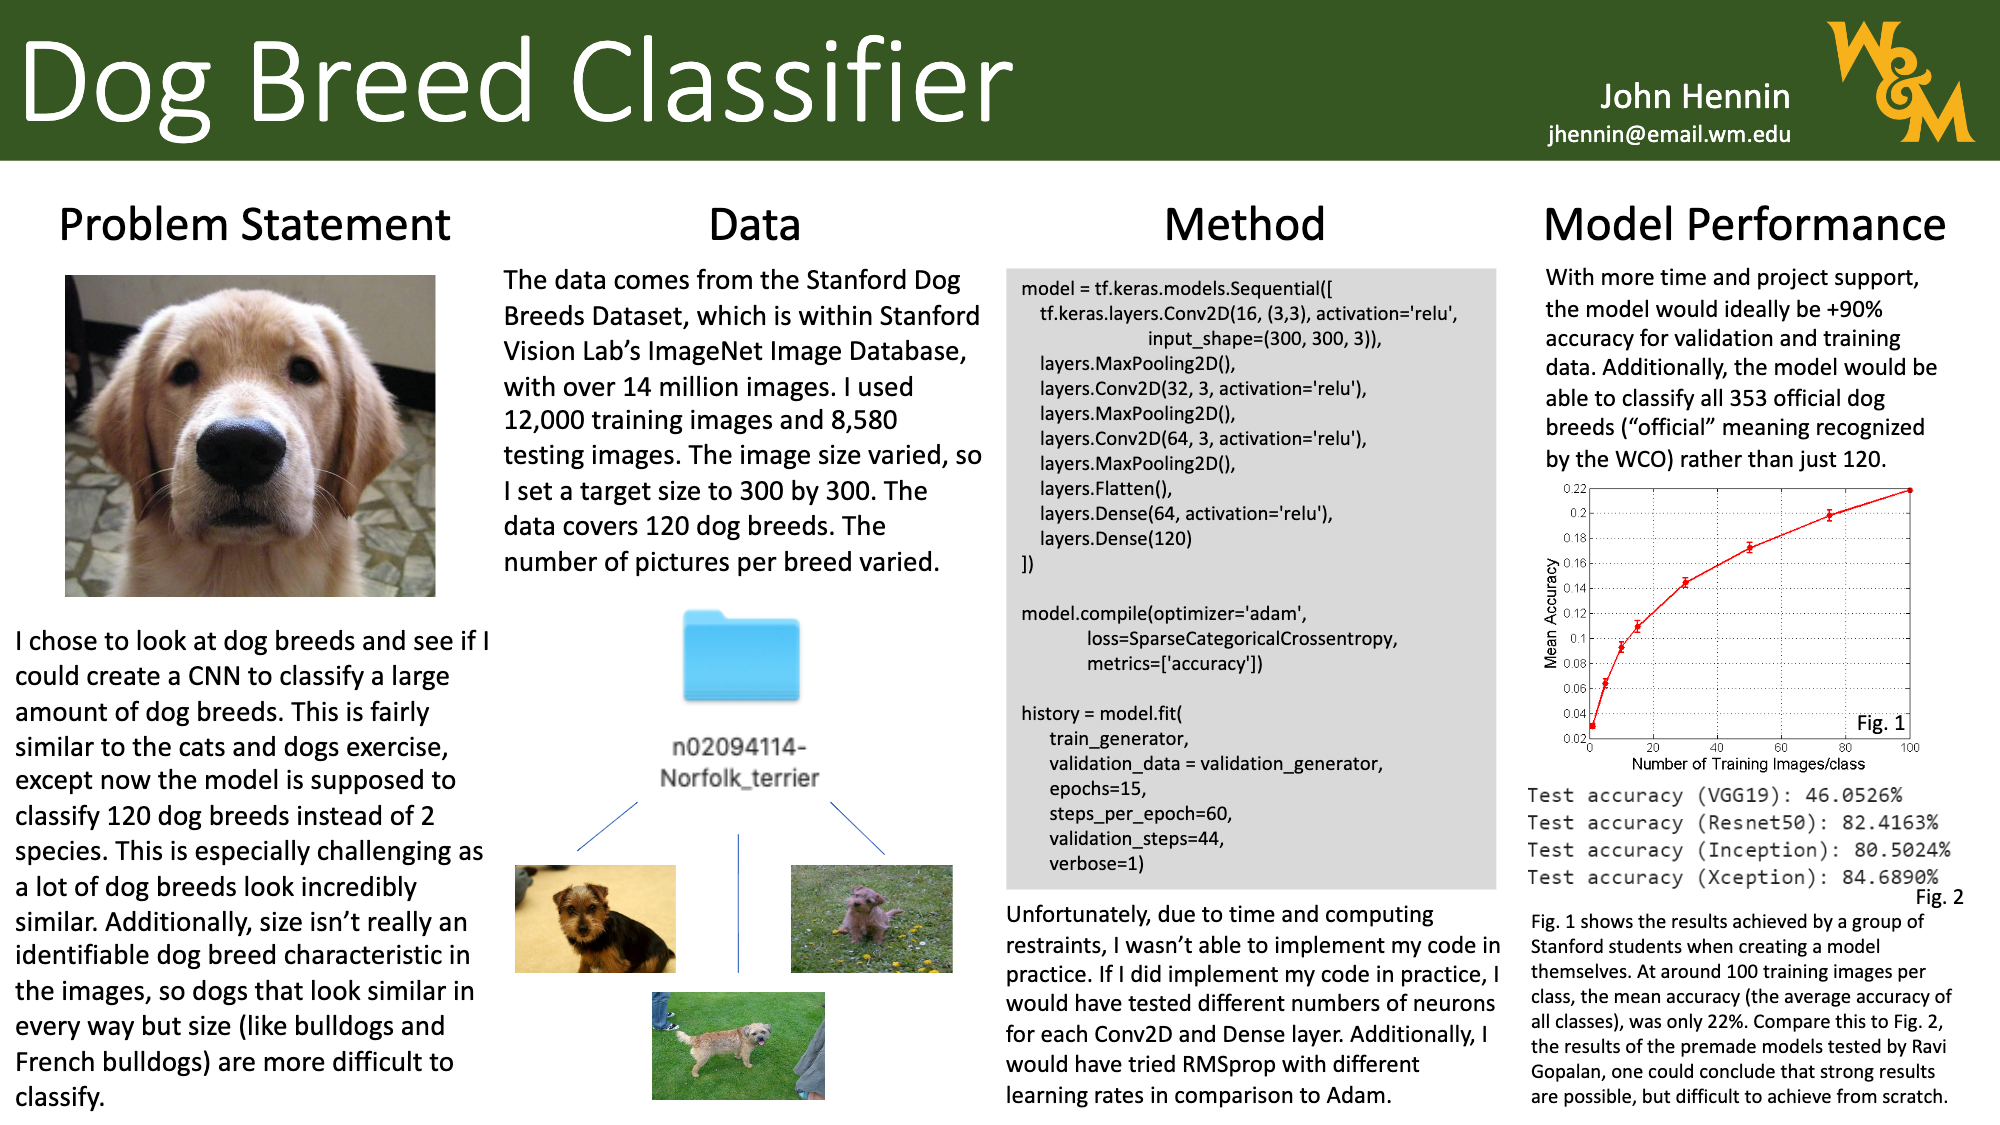 Dog Breed Classifier
John Hennin
jhennin@email.wm.edu
W&M
Problem Statement
I chose to look at dog breeds and see if I
could create a CNN to classify a large
amount of dog breeds. This is fairly
similar to the cats and dogs exercise,
except now the model is supposed to
classify 120 dog breeds instead of 2
species. This is especially challenging as
a lot of dog breeds look incredibly
similar. Additionally, size isn’t really an
identifiable dog breed characteristic in
the images, so dogs that look similar in
every way but size (like bulldogs and
French bulldogs) are more difficult to
classify.
Data
The data comes from the Stanford Dog
Breeds Dataset, which is within Stanford
Vision Lab’s ImageNet Image Database,
with over 14 million images. I used
12,000 training images and 8,580
testing images. The image size varied, so
I set a target size to 300 by 300. The
data covers 120 dog breeds. The
number of pictures per breed varied.
n02094114-
Norfolk_terrier
Method
model = tf.keras.models.Sequential([
tf.keras.layers.Conv2D(16, (3,3), activation='relu',
input_shape=(300, 300, 3)),
layers.MaxPooling2D(),
layers.Conv2D(32, 3, activation='relu'),
layers.MaxPooling2D(),
layers.Conv2D(64, 3, activation='relu'),
layers.MaxPooling2D(),
layers.Flatten(),
layers.Dense(64, activation='relu'),
layers.Dense(120)
])
model.compile(optimizer='adam',
loss=SparseCategoricalCrossentropy,
metrics=['accuracy'])
history = model.fit(
train_generator,
validation_data = validation_generator,
epochs=15,
steps_per_epoch=60,
validation_steps=44,
verbose=1)
Unfortunately, due to time and computing
restraints, I wasn’t able to implement my code in
practice. If I did implement my code in practice, I
would have tested different numbers of neurons
for each Conv2D and Dense layer. Additionally, I
would have tried RMSprop with different
learning rates in comparison to Adam.
Model Performance
With more time and project support,
the model would ideally be +90%
accuracy for validation and training
data. Additionally, the model would be
able to classify all 353 official dog
breeds (“official” meaning recognized
by the WCO) rather than just 120.
0.22
0.2
0.18
0.16
0.14
0.12
0.1
0.08
0.06
0.04
0.02
Mean Accuracy
Fig. 1
0 20 40 60 80 100
Number of Training Images/class
Test accuracy (VGG19): 46.0526%
Test accuracy (Resnet50): 82.4163%
Test accuracy (Inception): 80.5024%
Test accuracy (Xception): 84.6890%
Fig. 2
Fig. 1 shows the results achieved by a group of
Stanford students when creating a model
themselves. At around 100 training images per
class, the mean accuracy (the average accuracy of
all classes), was only 22%. Compare this to Fig. 2,
the results of the premade models tested by Ravi
Gopalan, one could conclude that strong results
are possible, but difficult to achieve from scratch.